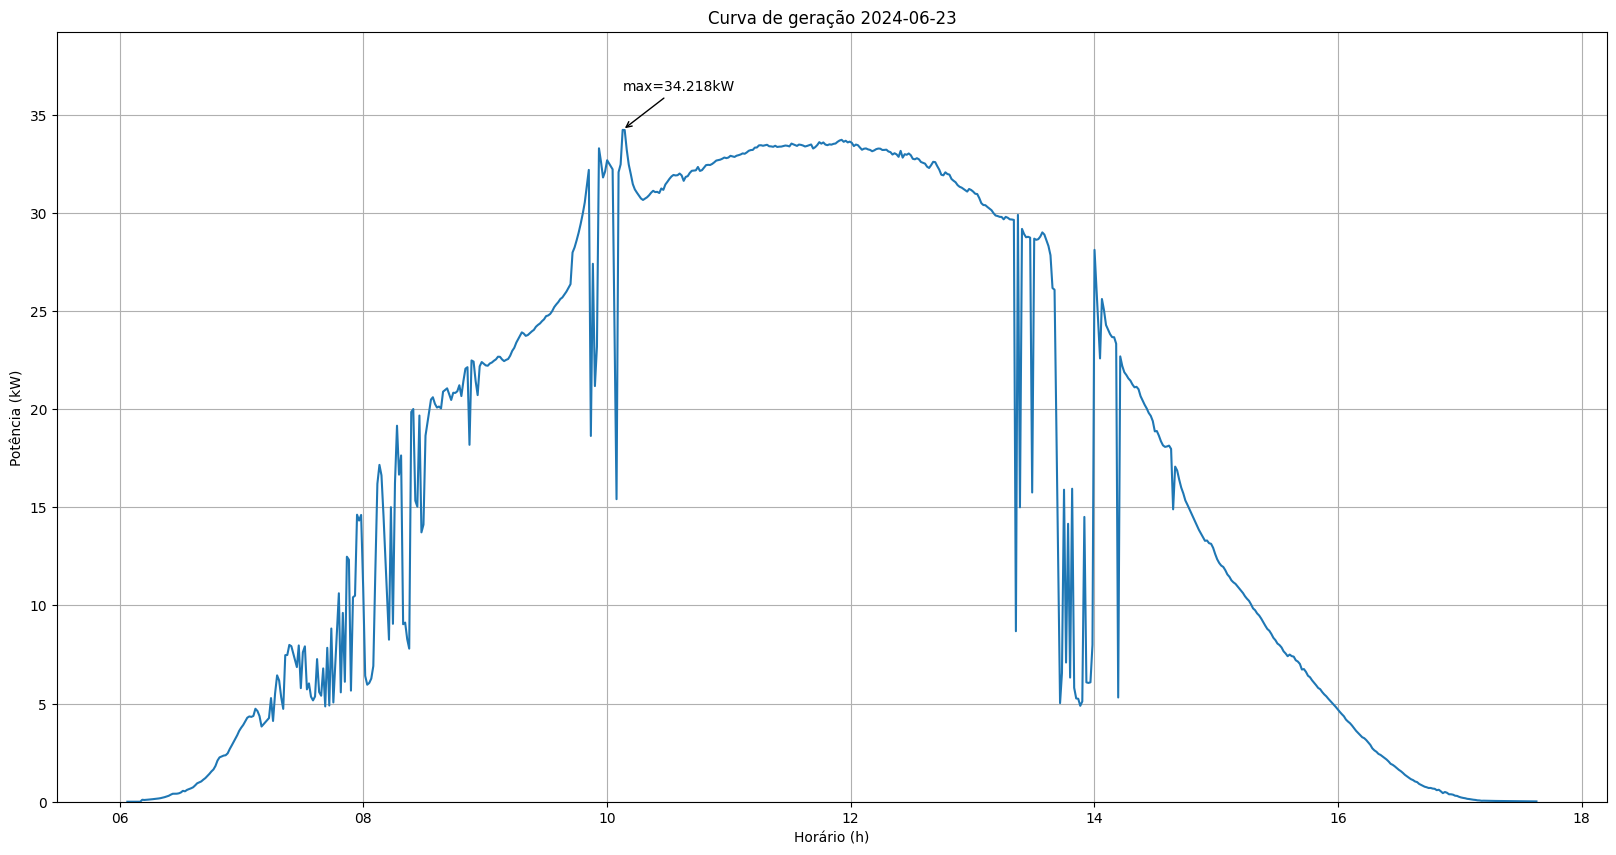 Curva de geração 2024-06-23
max=34.218kW
Potência (kW)
35
30
25
20
15
10
5
0
06 08 10 12 14 16 18
Horário (h)